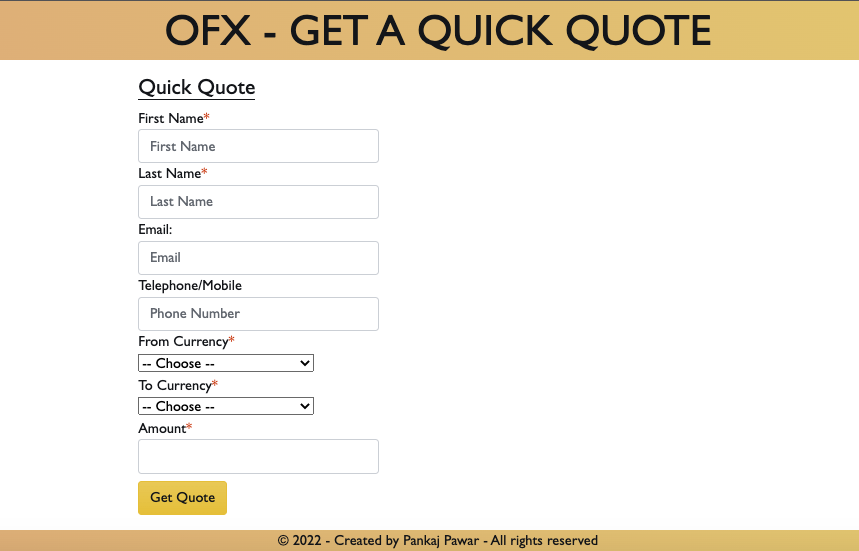 OFX - GET A QUICK QUOTE
Quick Quote
First Name*
First Name
Last Name*
Last Name
Email:
Email
Telephone/Mobile
Phone Number
From Currency*
-- Choose --
To Currency*
-- Choose --
Amount*
Get Quote
© 2022 - Created by Pankaj Pawar - All rights reserved